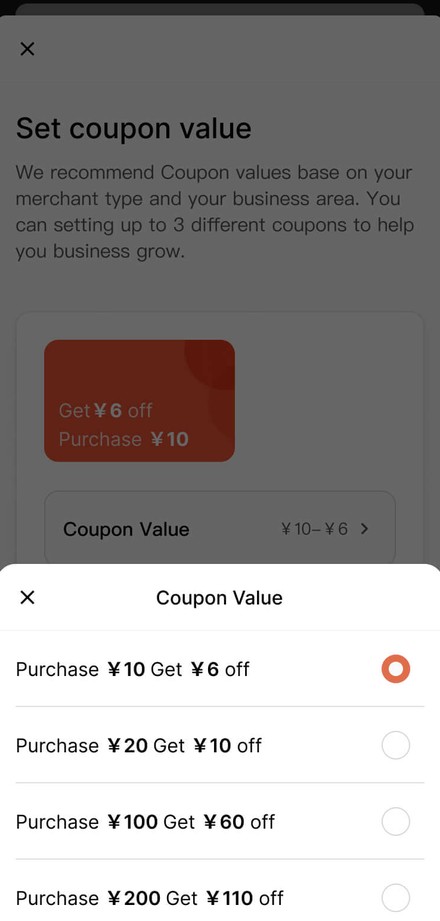 Set coupon value
We recommend Coupon values base on your
merchant type and your business area. You
can setting up to 3 different coupons to help
you business grow.
Get ¥6 off
Purchase ¥10
Coupon Value ¥10–¥6
Coupon Value
Purchase ¥10 Get ¥6 off
Purchase ¥20 Get ¥10 off
Purchase ¥100 Get ¥60 off
Purchase ¥200 Get ¥110 off